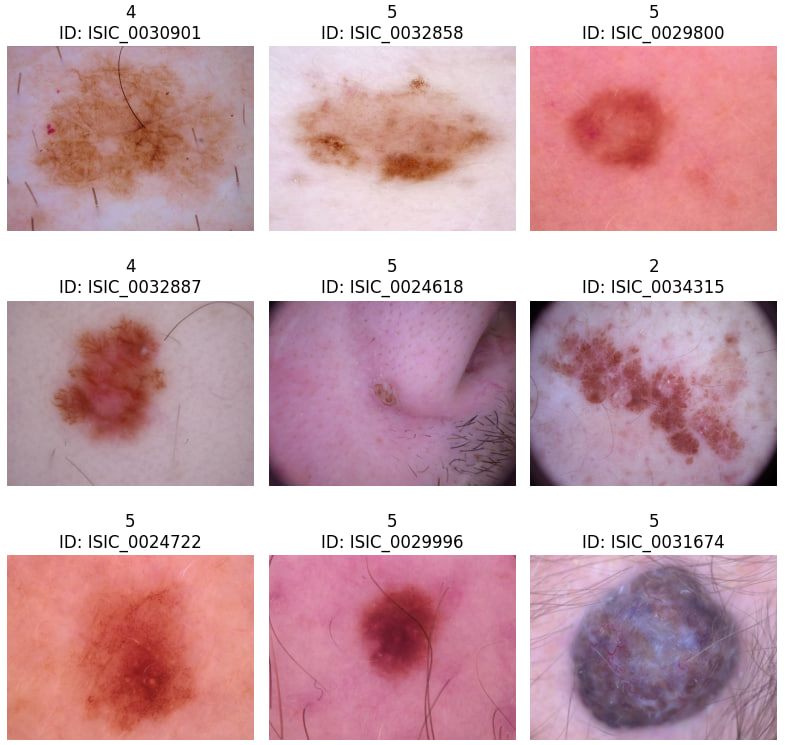 4
ID: ISIC_0030901
5
ID: ISIC_0032858
5
ID: ISIC_0029800
4
ID: ISIC_0032887
5
ID: ISIC_0024618
2
ID: ISIC_0034315
5
ID: ISIC_0024722
5
ID: ISIC_0029996
5
ID: ISIC_0031674